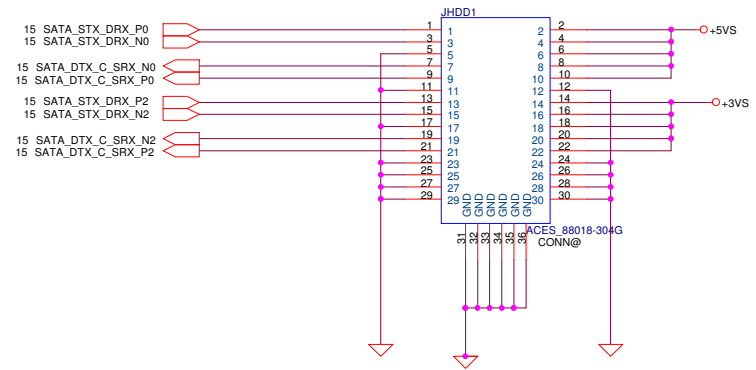 JHDD1
15 SATA_STX_DRX_P0 1 1 2 2 +5VS
15 SATA_STX_DRX_N0 3 3 4 4
5 5 6 6
15 SATA_DTX_C_SRX_N0 7 7 8 8
15 SATA_DTX_C_SRX_P0 9 9 10 10
11 11 12 12
15 SATA_STX_DRX_P2 13 13 14 14 +3VS
15 SATA_STX_DRX_N2 15 15 16 16
17 17 18 18
15 SATA_DTX_C_SRX_N2 19 19 20 20
15 SATA_DTX_C_SRX_P2 21 21 22 22
23 23 24 24
25 25 26 26
27 27 28 28
29 29 30 30
GND GND GND GND GND GND
31 32 33 34 35 36
ACES_88018-304G
CONN@